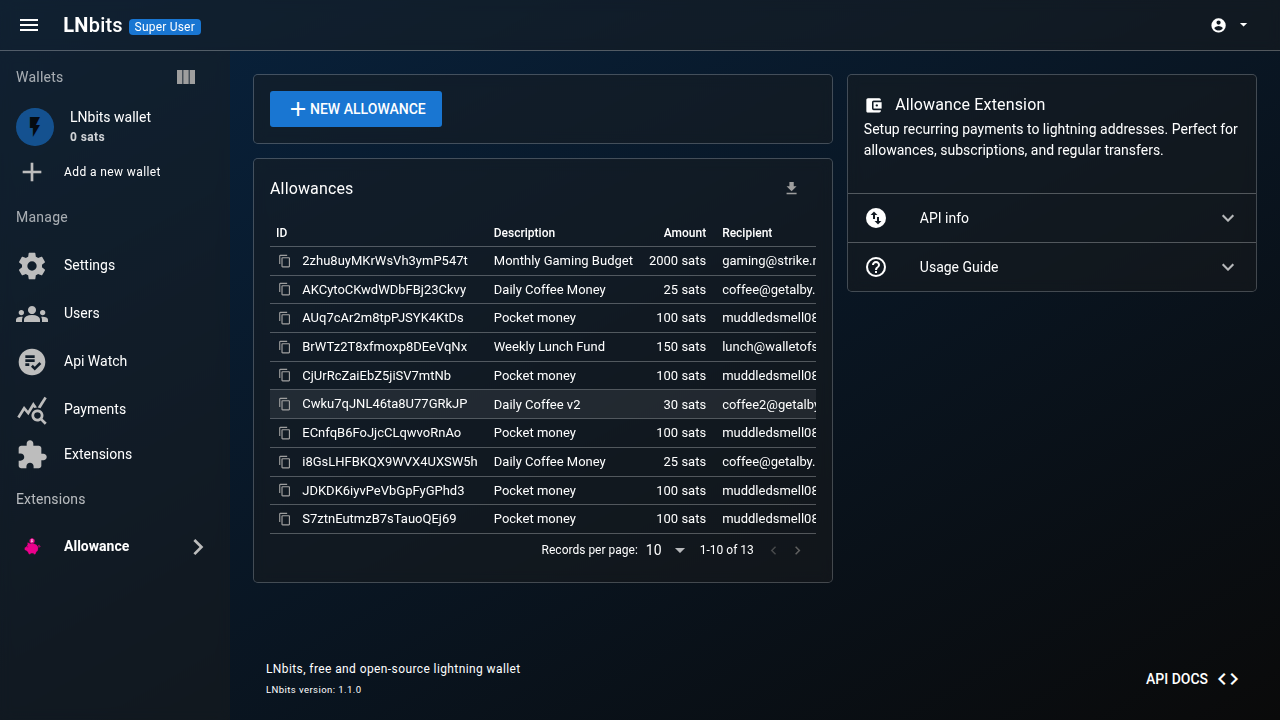 LNbits Super User
Wallets
LNbits wallet
0 sats
Add a new wallet
Manage
Settings
Users
Api Watch
Payments
Extensions
Extensions
Allowance
NEW ALLOWANCE
Allowances
ID Description Amount Recipient
2zhu8uyMKrWsVh3ymP547t Monthly Gaming Budget 2000 sats gaming@strike.r
AKCytoCKwdWDbFBj23Ckvy Daily Coffee Money 25 sats coffee@getalby.
AUq7cAr2m8tpPJSYK4KtDs Pocket money 100 sats muddledsmell08
BrWTz2T8xfmoxp8DEeVqNx Weekly Lunch Fund 150 sats lunch@walletofs
CjUrRcZaiEbZ5jiSV7mtNb Pocket money 100 sats muddledsmell08
Cwku7qJNL46ta8U77GRkJP Daily Coffee v2 30 sats coffee2@getalby
ECnfqB6FoJjcCLqwvoRnAo Pocket money 100 sats muddledsmell08
i8GsLHFBKQX9WVX4UXSW5h Daily Coffee Money 25 sats coffee@getalby.
JDKDK6iyvPeVbGpFyGPhd3 Pocket money 100 sats muddledsmell08
S7ztnEutmzB7sTauoQEj69 Pocket money 100 sats muddledsmell08
Records per page: 10 1-10 of 13
Allowance Extension
Setup recurring payments to lightning addresses. Perfect for
allowances, subscriptions, and regular transfers.
API info
Usage Guide
LNbits, free and open-source lightning wallet
LNbits version: 1.1.0
API DOCS